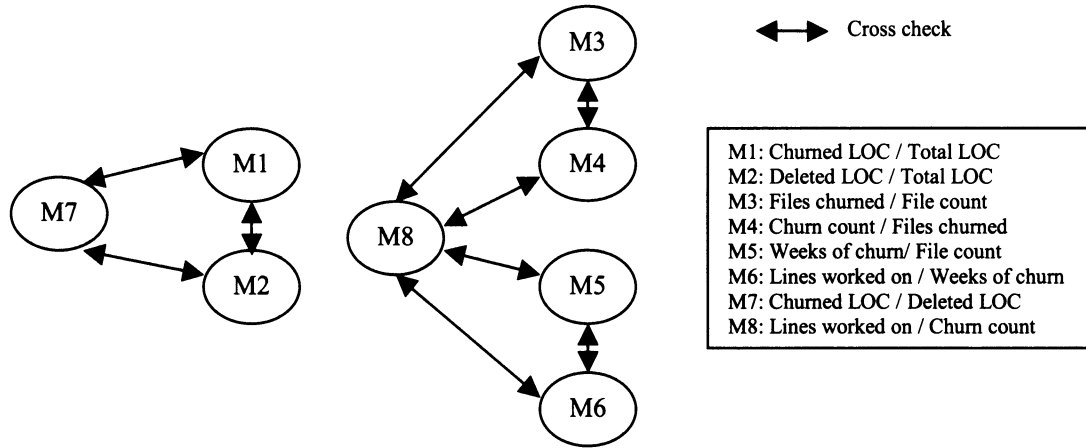 M3
Cross check
M1
M4
M7
M8
M2
M5
M6
M1: Churned LOC / Total LOC
M2: Deleted LOC / Total LOC
M3: Files churned / File count
M4: Churn count / Files churned
M5: Weeks of churn/ File count
M6: Lines worked on / Weeks of churn
M7: Churned LOC / Deleted LOC
M8: Lines worked on / Churn count